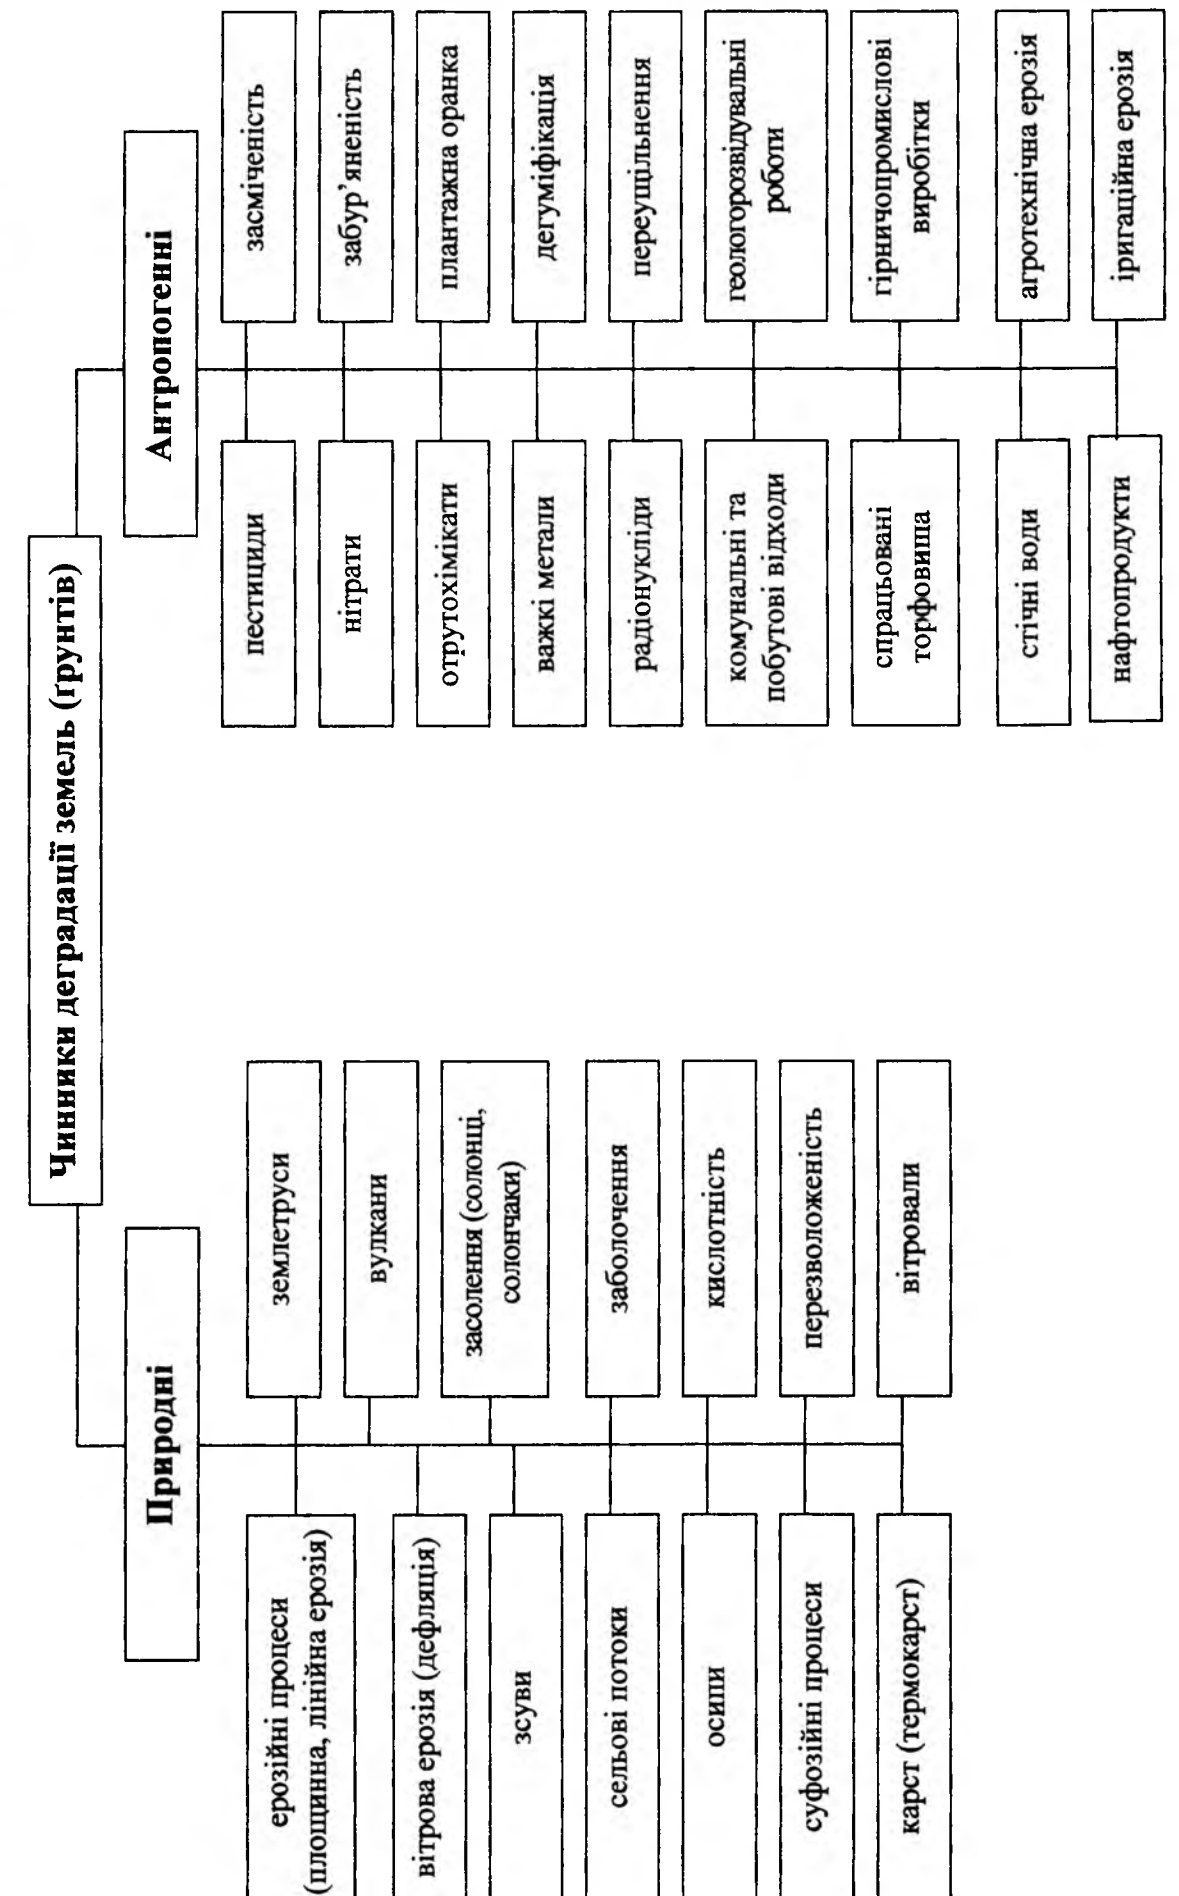 Чинники деградації земель (ґрунтів)
Природні
ерозійні процеси
(площинна, лінійна ерозія)
вітрова ерозія (дефляція)
зсуви
сельові потоки
осипи
суфозійні процеси
карст (термокарст)
землетруси
вулкани
засолення (солонці,
солончаки)
заболочення
кислотність
перезволоженість
вітровали
Антропогенні
пестициди
нітрати
отрутохімікати
важкі метали
радіонукліди
комунальні та
побутові відходи
спрацьовані
торфовища
стічні води
нафтопродукти
засміченість
забур’яненість
плантажна оранка
дегуміфікація
переущільнення
геологорозвідувальні
роботи
гірничопромислові
виробітки
агротехнічна ерозія
іригаційна ерозія